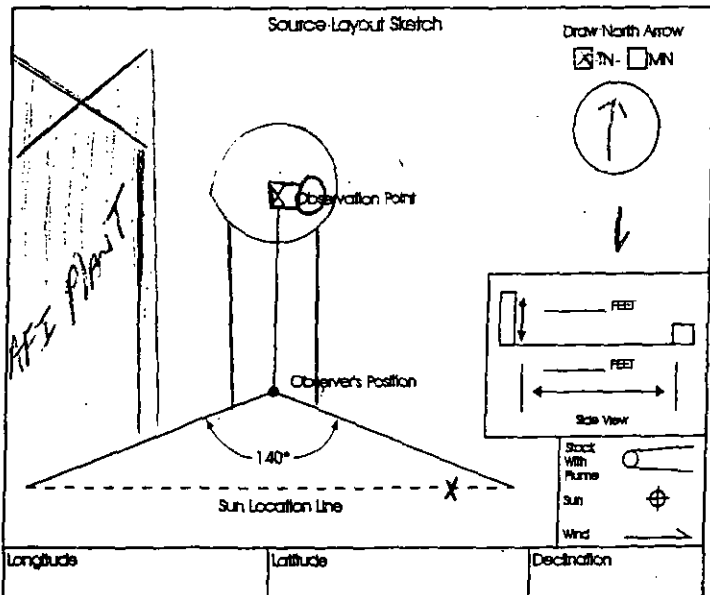 Source Layout Sketch
Draw North Arrow
TN MN
Observation Point
AFI PLANT
FEET
FEET
Side View
Observer's Position
140°
Sun Location Line
X
Stack
With
Plume
Sun
Wind
Longitude Latitude Declination